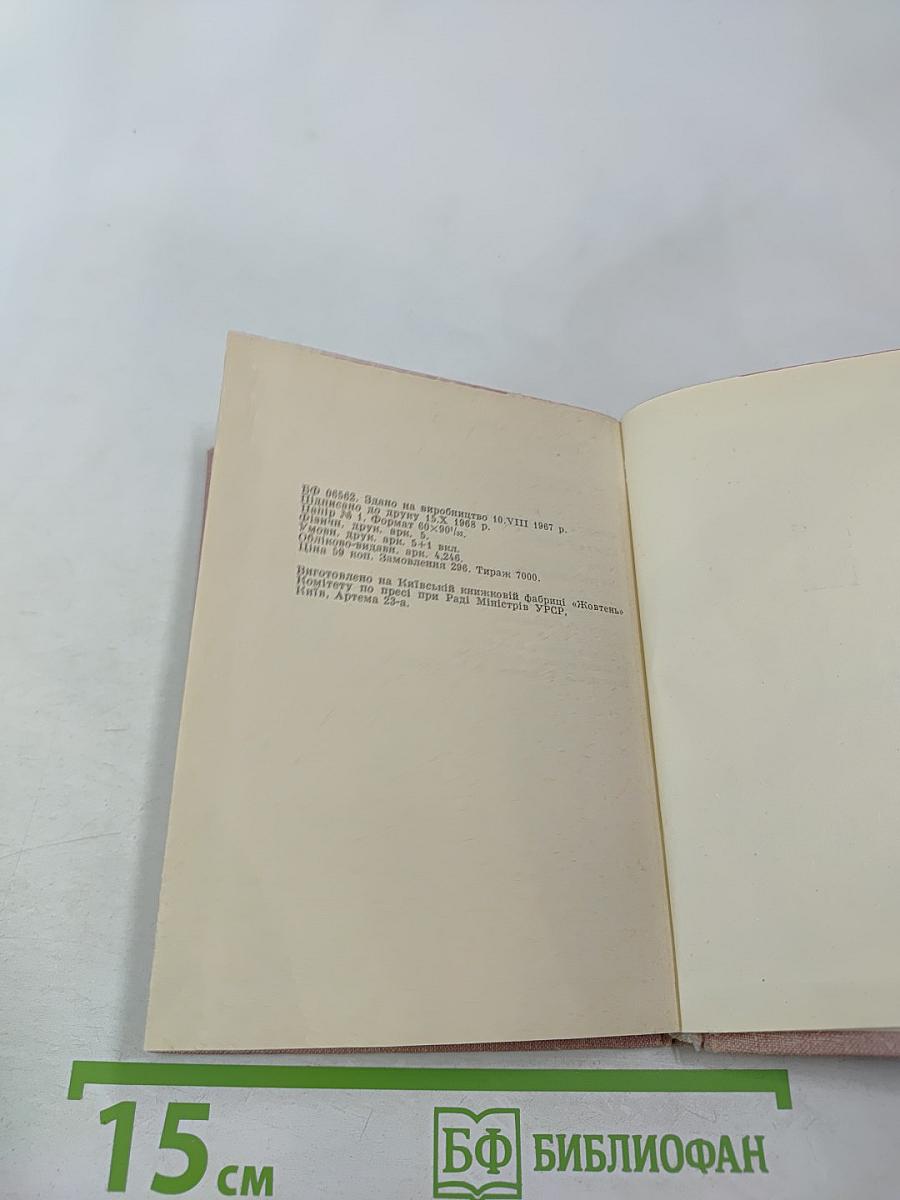 БФ 06562. Здано на виробництво 10.VIII 1967 р.
Підписано до друку 15.X 1968 р.
Папір № 1. Формат 60×90¹/₃₂.
Фізичн. друк. арк. 5.
Умовн. друк. арк. 5+1 вкл.
Обліково-видавн. арк. 4,246.
Ціна 59 коп. Замовлення 296. Тираж 7000.
Виготовлено на Київській книжковій фабриці «Жовтень»
Комітету по пресі при Раді Міністрів УРСР,
Київ, Артема 23-а.
15 см
БФ БИБЛИОФАН